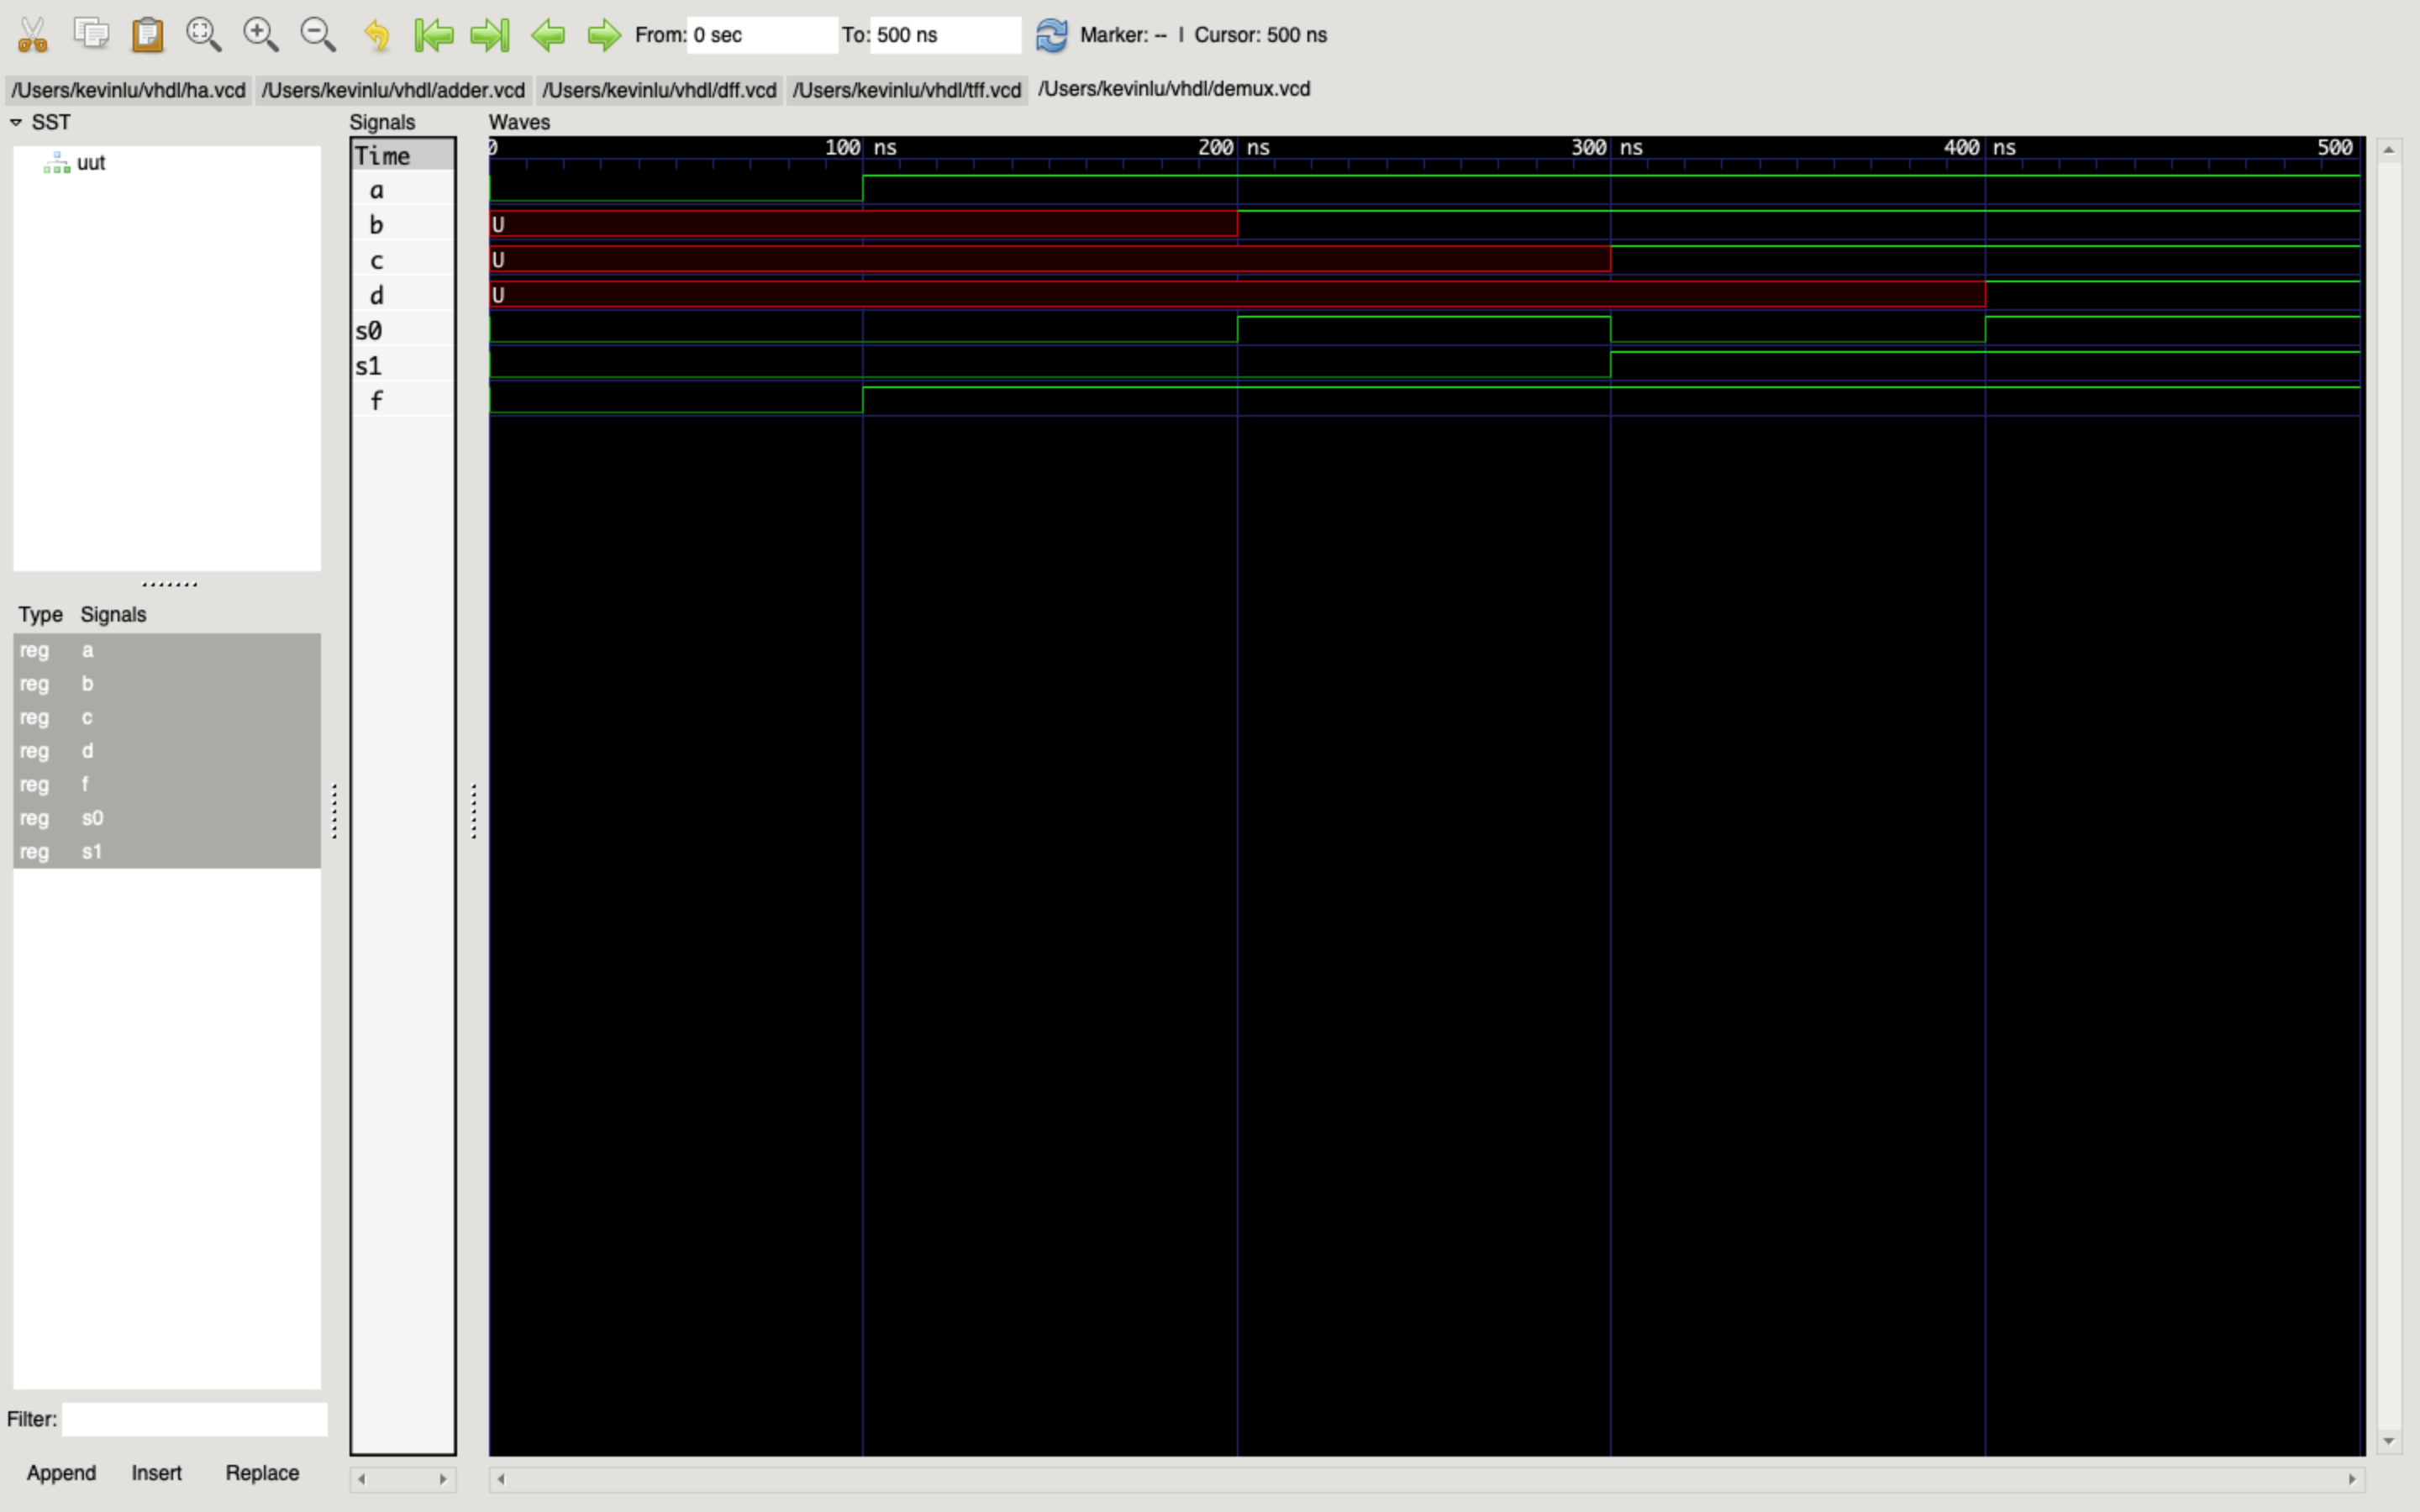 From: 0 sec To: 500 ns Marker: -- | Cursor: 500 ns
/Users/kevinlu/vhdl/ha.vcd /Users/kevinlu/vhdl/adder.vcd /Users/kevinlu/vhdl/dff.vcd /Users/kevinlu/vhdl/tff.vcd /Users/kevinlu/vhdl/demux.vcd
SST
uut
Type Signals
reg a
reg b
reg c
reg d
reg f
reg s0
reg s1
Filter:
Append Insert Replace
Signals
Time
a
b
c
d
s0
s1
f
Waves
0 100 ns 200 ns 300 ns 400 ns 500
U
U
U